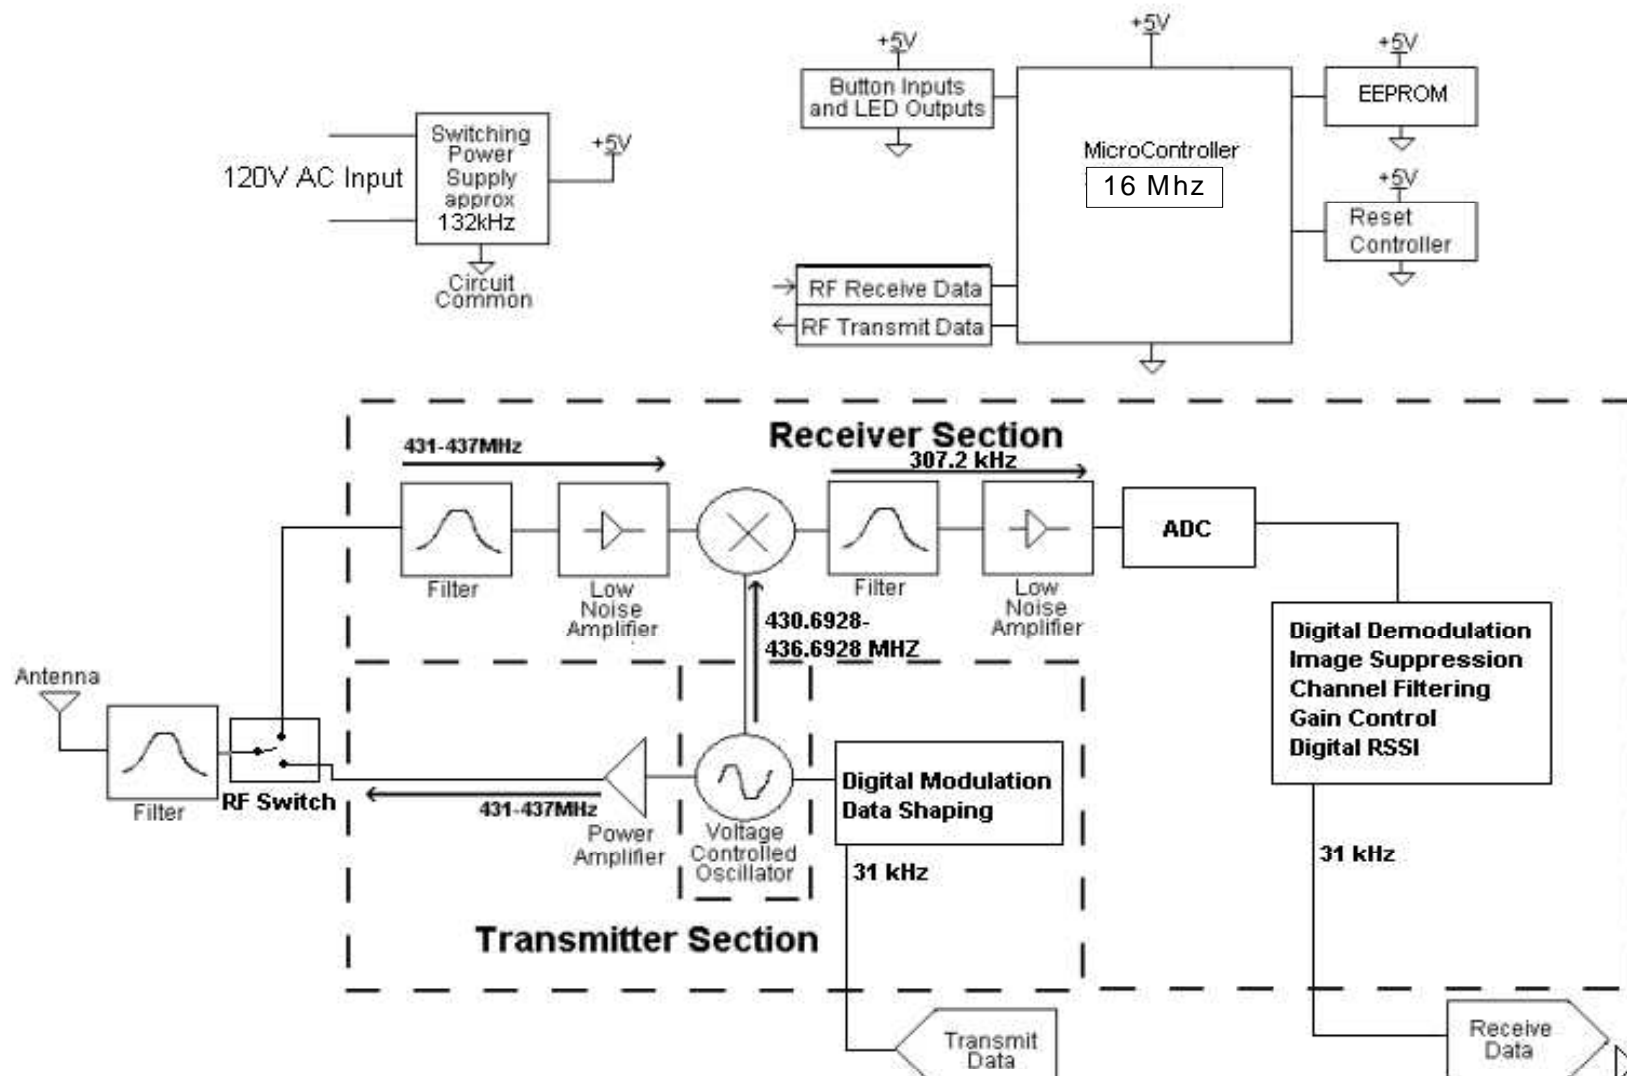 +5V
+5V
+5V
Button Inputs
and LED Outputs
EEPROM
Switching
Power
Supply
approx
132kHz
+5V
120V AC Input
MicroController
16 Mhz
+5V
Reset
Controller
Circuit
Common
RF Receive Data
RF Transmit Data
Receiver Section
431-437MHz
307.2 kHz
ADC
Filter
Low
Noise
Amplifier
Filter
Low
Noise
Amplifier
430.6928-
436.6928 MHZ
Digital Demodulation
Image Suppression
Channel Filtering
Gain Control
Digital RSSI
Antenna
Filter
RF Switch
431-437MHz
Power
Amplifier
Voltage
Controlled
Oscillator
Digital Modulation
Data Shaping
31 kHz
31 kHz
Transmitter Section
Transmit
Data
Receive
Data